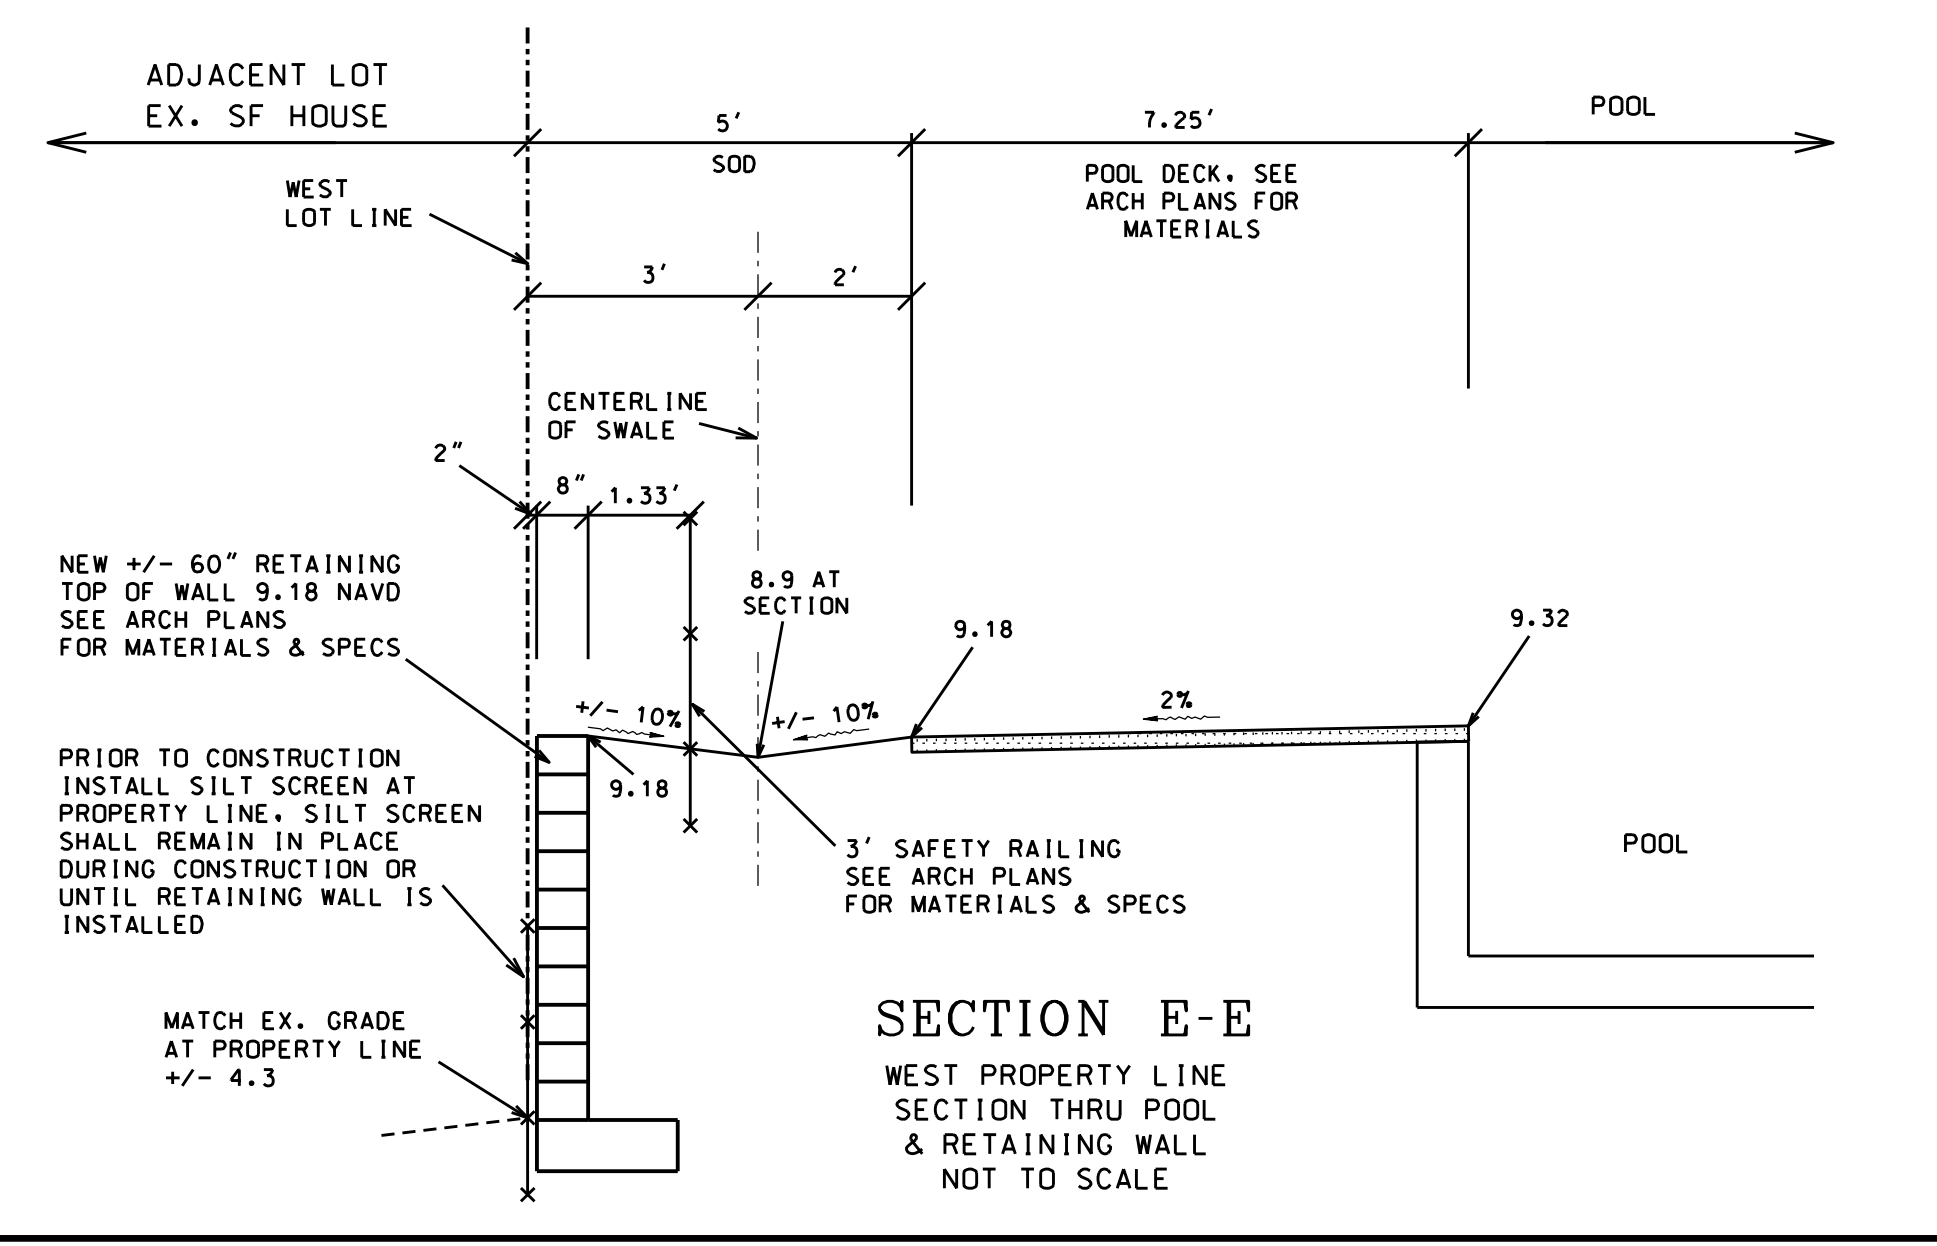 ADJACENT LOT
EX. SF HOUSE
5'
SOD
7.25'
POOL
POOL DECK. SEE
ARCH PLANS FOR
MATERIALS
WEST
LOT LINE
3'
2'
CENTERLINE
OF SWALE
2"
8"
1.33'
NEW +/- 60" RETAINING
TOP OF WALL 9.18 NAVD
SEE ARCH PLANS
FOR MATERIALS & SPECS
8.9 AT
SECTION
9.18
9.32
+/- 10%
+/- 10%
2%
9.18
PRIOR TO CONSTRUCTION
INSTALL SILT SCREEN AT
PROPERTY LINE. SILT SCREEN
SHALL REMAIN IN PLACE
DURING CONSTRUCTION OR
UNTIL RETAINING WALL IS
INSTALLED
3' SAFETY RAILING
SEE ARCH PLANS
FOR MATERIALS & SPECS
POOL
MATCH EX. GRADE
AT PROPERTY LINE
+/- 4.3
SECTION E-E
WEST PROPERTY LINE
SECTION THRU POOL
& RETAINING WALL
NOT TO SCALE